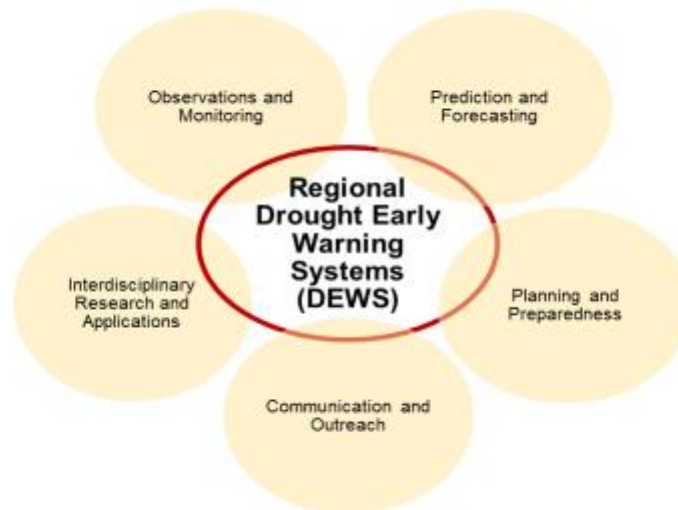 Observations and
Monitoring
Prediction and
Forecasting
Regional
Drought Early
Warning
Systems
(DEWS)
Interdisciplinary
Research and
Applications
Planning and
Preparedness
Communication and
Outreach